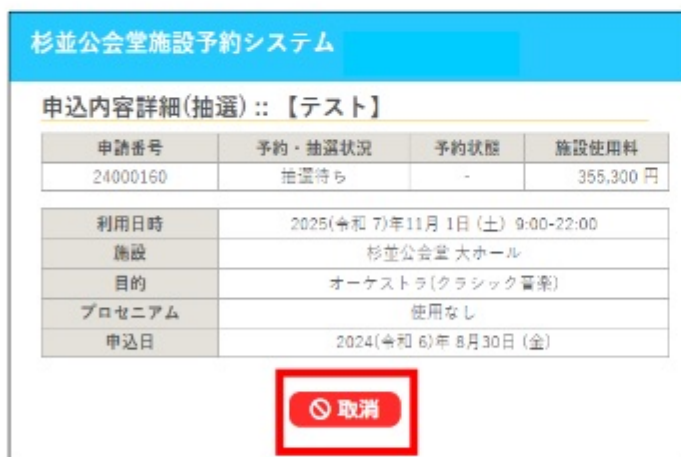 杉並公会堂施設予約システム
申込内容詳細(抽選) :: 【テスト】
申請番号 予約・抽選状況 予約状態 施設使用料
24000160 抽選待ち - 355,300 円
利用日時 2025(令和 7)年11月 1日 (土) 9:00-22:00
施設 杉並公会堂 大ホール
目的 オーケストラ(クラシック音楽)
プロセニアム 使用なし
申込日 2024(令和 6)年 8月30日 (金)
取消